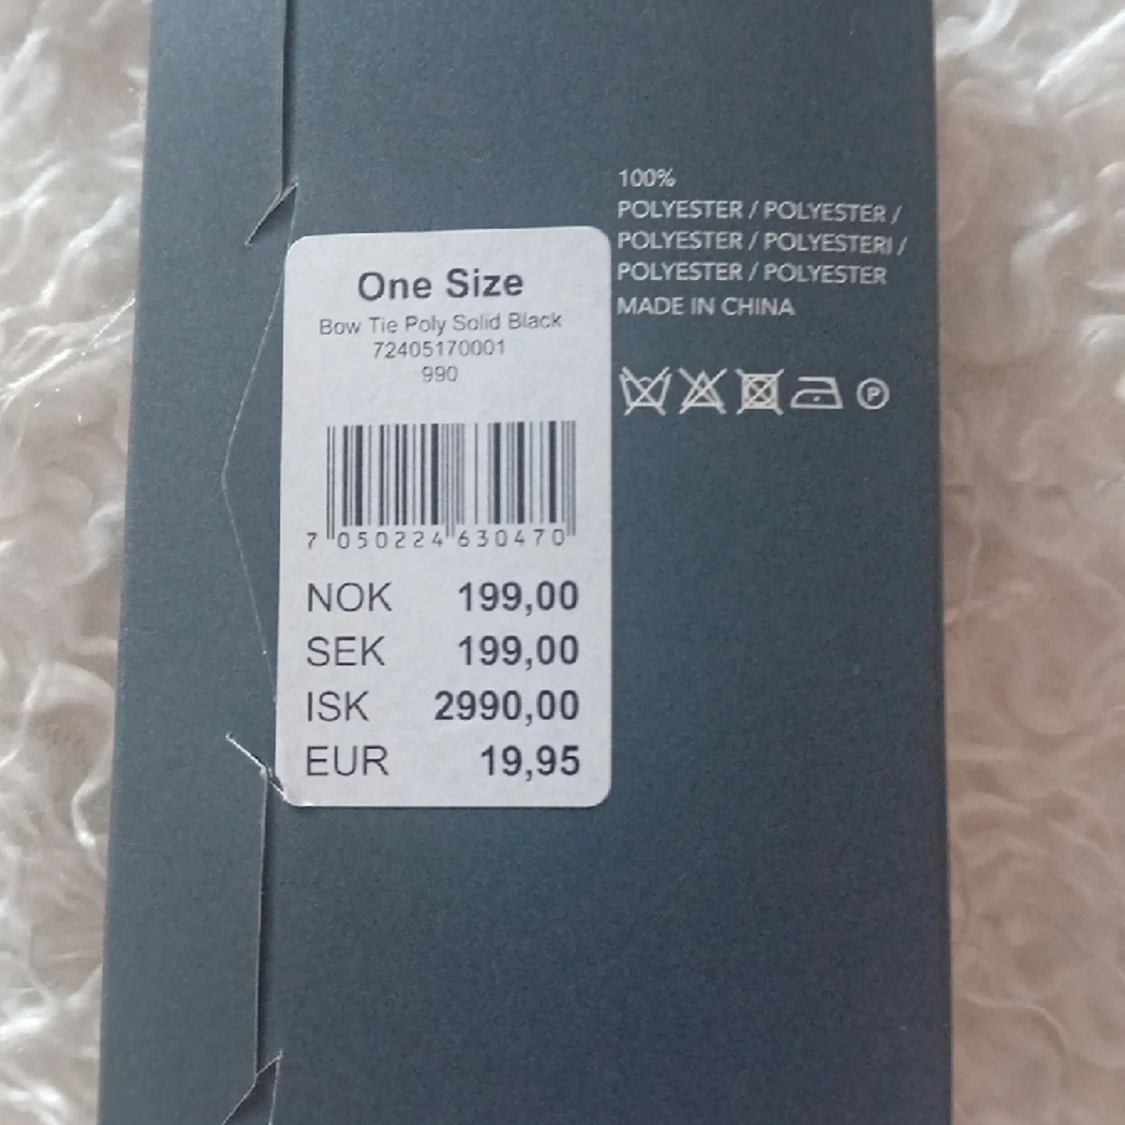 100%
POLYESTER / POLYESTER /
POLYESTER / POLYESTERI /
POLYESTER / POLYESTER
MADE IN CHINA
P
One Size
Bow Tie Poly Solid Black
72405170001
990
7 050224 630470
NOK 199,00
SEK 199,00
ISK 2990,00
EUR 19,95